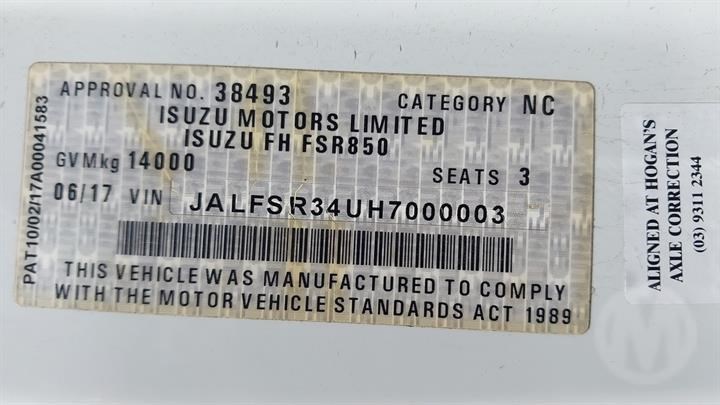 APPROVAL NO. 38493 CATEGORY NC
ISUZU MOTORS LIMITED
ISUZU FH FSR850
GVMkg 14000 SEATS 3
06/17 VIN JALFSR34UH7000003
THIS VEHICLE WAS MANUFACTURED TO COMPLY
WITH THE MOTOR VEHICLE STANDARDS ACT 1989
PAT10/02/17A00041583
ALIGNED AT HOGAN'S
AXLE CORRECTION
(03) 9311 2344
M